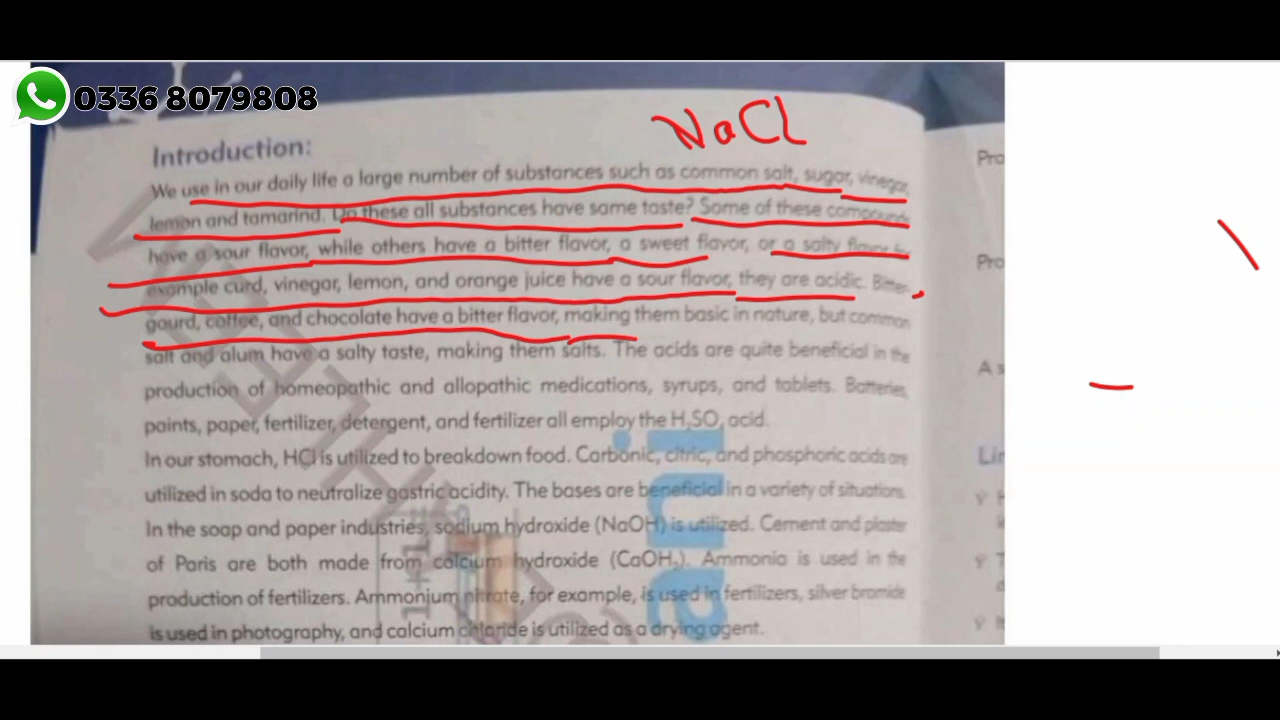 0336 8079808
NaCl
Introduction:
We use in our daily life a large number of substances such as common salt, sugar, vinegar,
lemon and tamarind. Do these all substances have same taste? Some of these compounds
have a sour flavor, while others have a bitter flavor, a sweet flavor, or a salty flavor for
example curd, vinegar, lemon, and orange juice have a sour flavor, they are acidic. Bitter
gourd, coffee, and chocolate have a bitter flavor, making them basic in nature, but common
salt and alum have a salty taste, making them salts. The acids are quite beneficial in the
production of homeopathic and allopathic medications, syrups, and tablets. Batteries,
paints, paper, fertilizer, detergent, and fertilizer all employ the H₂SO₄ acid.
In our stomach, HCl is utilized to breakdown food. Carbonic, citric, and phosphoric acids are
utilized in soda to neutralize gastric acidity. The bases are beneficial in a variety of situations.
In the soap and paper industries, sodium hydroxide (NaOH) is utilized. Cement and plaster
of Paris are both made from calcium hydroxide (CaOH₂). Ammonia is used in the
production of fertilizers. Ammonium nitrate, for example, is used in fertilizers, silver bromide
is used in photography, and calcium chloride is utilized as a drying agent.
Pro
Pro
A s
Lin